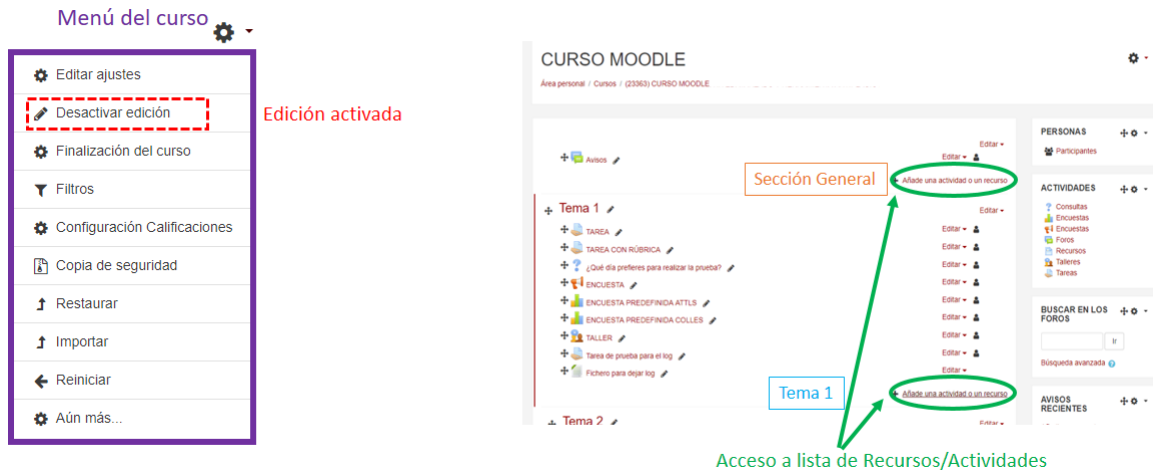 Menú del curso
Editar ajustes
Desactivar edición
Edición activada
Finalización del curso
Filtros
Configuración Calificaciones
Copia de seguridad
Restaurar
Importar
Reiniciar
Aún más...
CURSO MOODLE
Área personal / Cursos / (23363) CURSO MOODLE
Editar
Avisos Editar
Sección General
Añade una actividad o un recurso
Tema 1 Editar
TAREA Editar
TAREA CON RÚBRICA Editar
¿Qué día prefieres para realizar la prueba? Editar
ENCUESTA Editar
ENCUESTA PREDEFINIDA ATTLS Editar
ENCUESTA PREDEFINIDA COLLES Editar
TALLER Editar
Tarea de prueba para el log Editar
Fichero para dejar log Editar
Tema 1
Añade una actividad o un recurso
Tema 2 Editar
PERSONAS
Participantes
ACTIVIDADES
Consultas
Encuestas
Encuestas
Foros
Recursos
Talleres
Tareas
BUSCAR EN LOS
FOROS
Ir
Búsqueda avanzada
AVISOS
RECIENTES
Acceso a lista de Recursos/Actividades